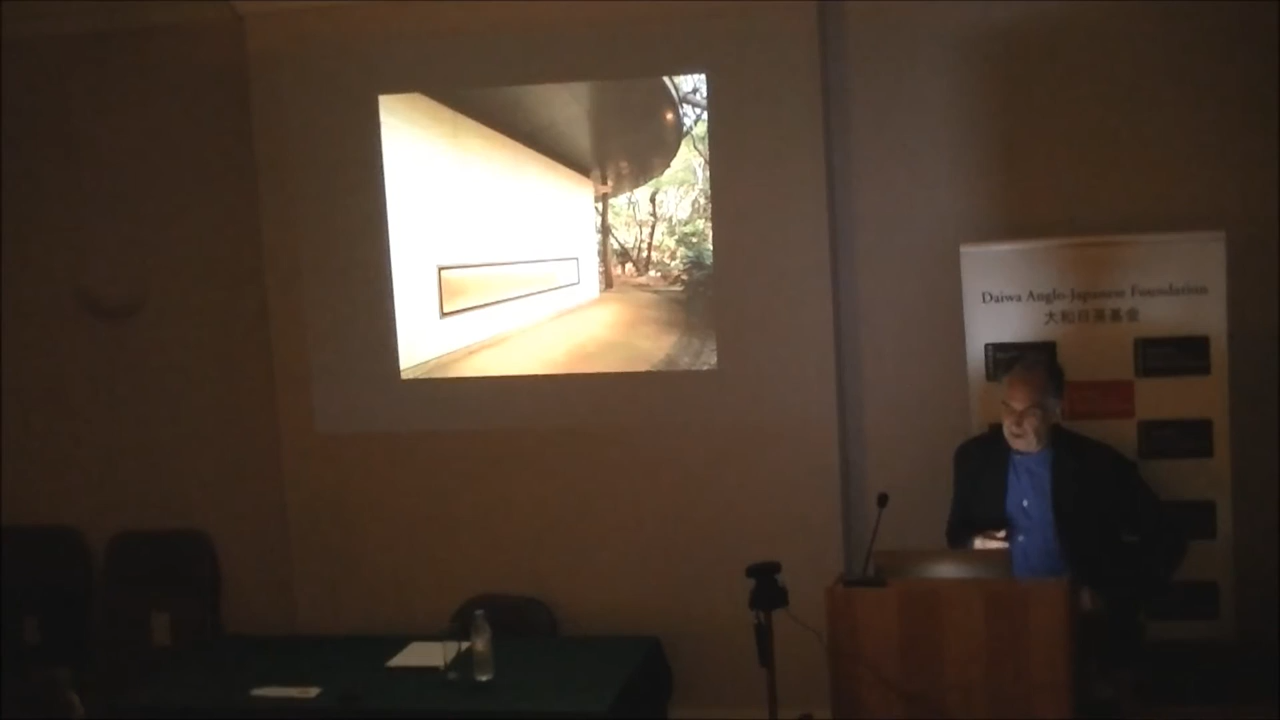 Daiwa Anglo-Japanese Foundation
大和日英基金